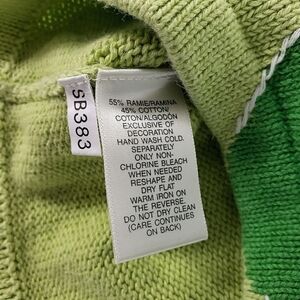 SB383
55% RAMIE/RAMINA
45% COTTON/
COTON/ALGODÓN
EXCLUSIVE OF
DECORATION
HAND WASH COLD.
SEPARATELY
ONLY NON-
CHLORINE BLEACH
WHEN NEEDED
RESHAPE AND
DRY FLAT
WARM IRON ON
THE REVERSE.
DO NOT DRY CLEAN
(CARE CONTINUES
ON BACK)